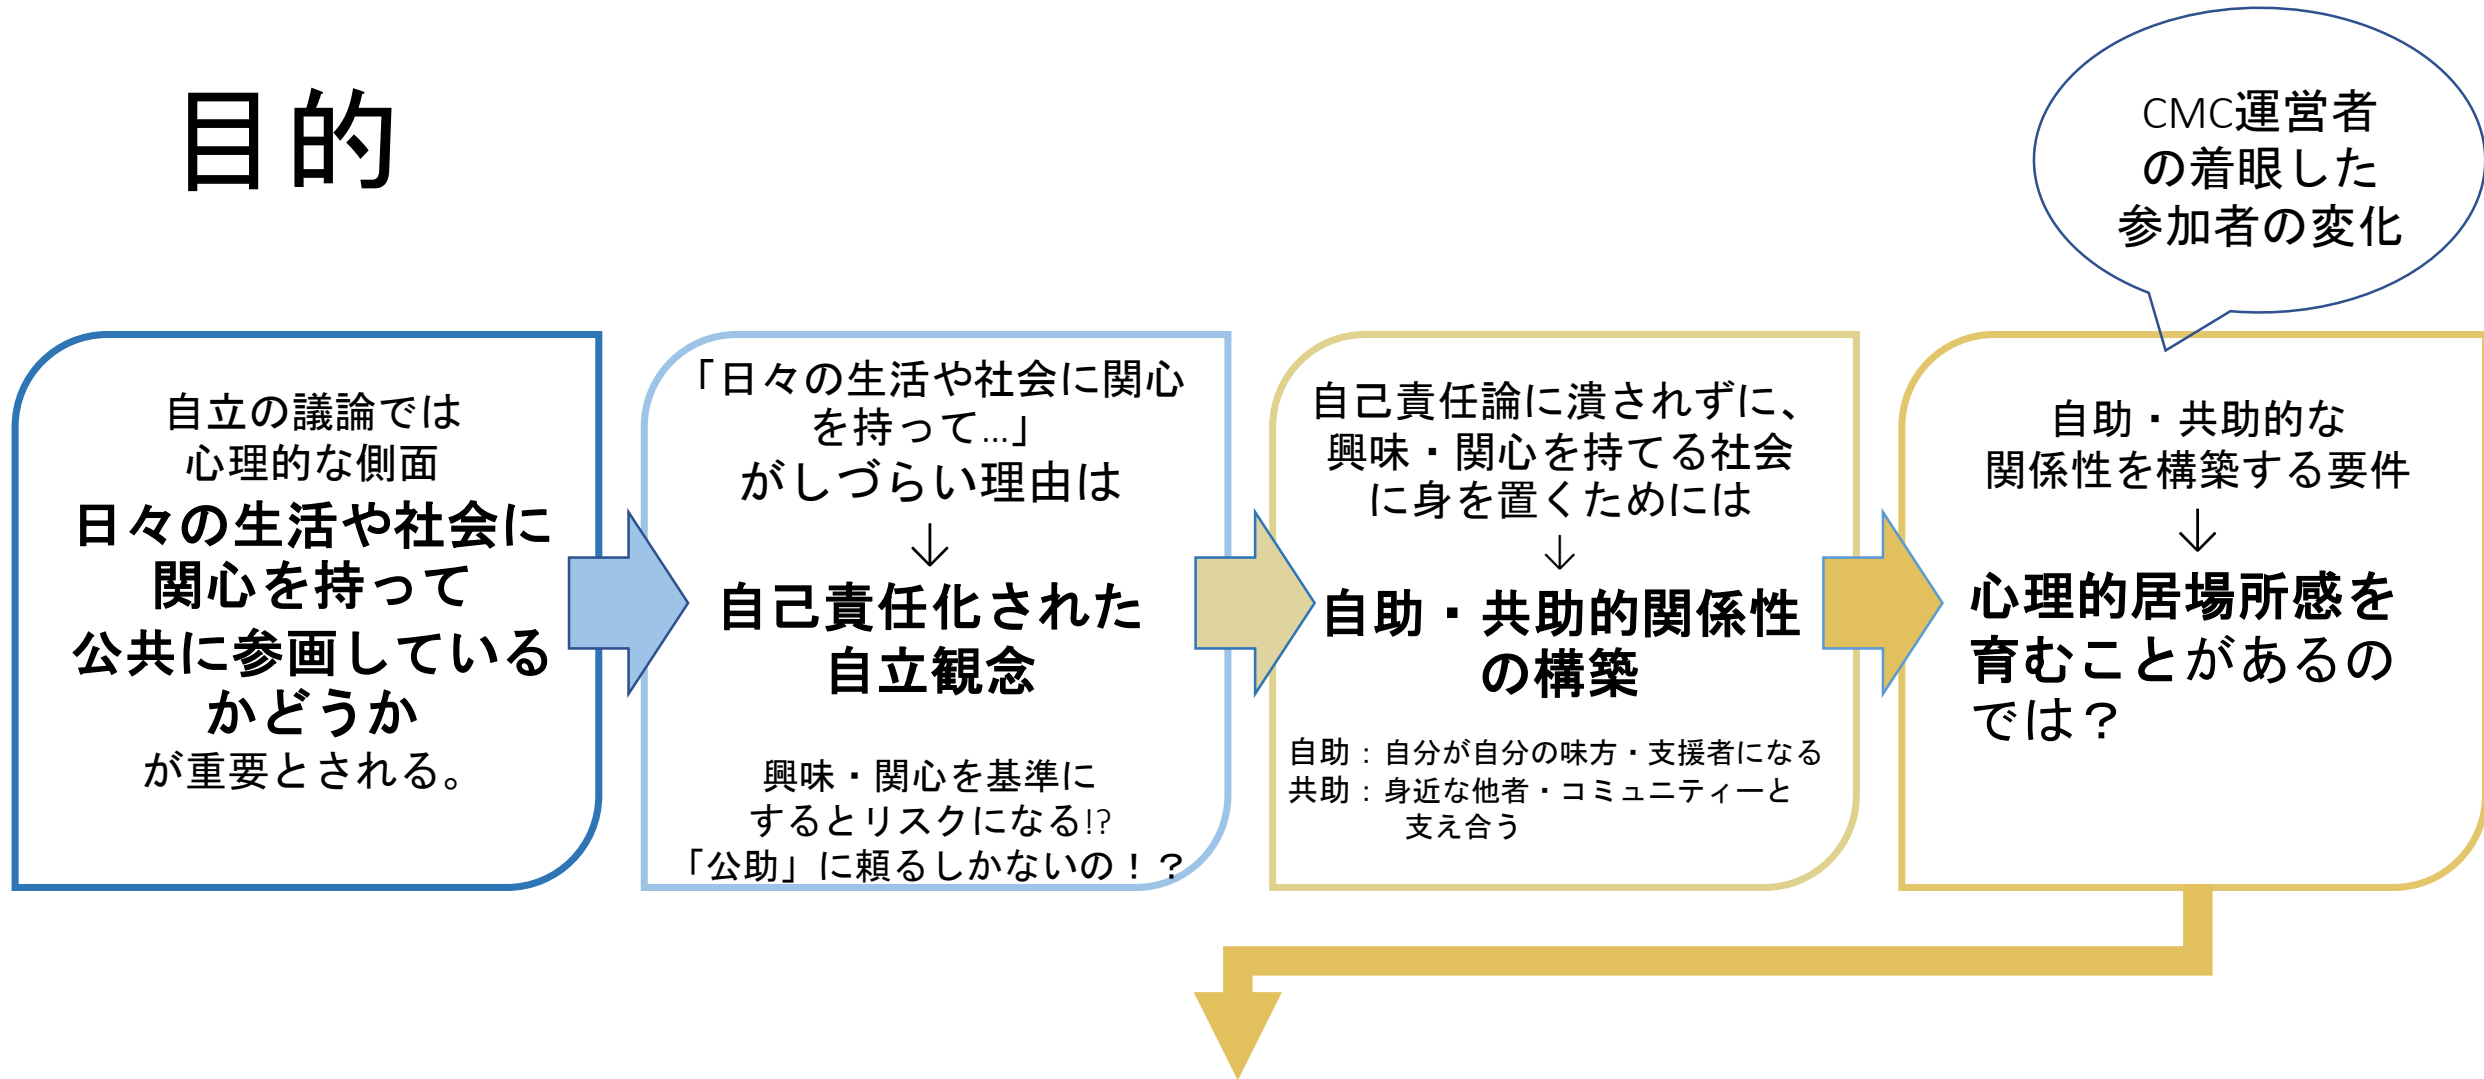 目的
CMC運営者
の着眼した
参加者の変化
自立の議論では
心理的な側面
日々の生活や社会に
関心を持って
公共に参画している
かどうか
が重要とされる。
「日々の生活や社会に関心
を持って…」
がしづらい理由は
↓
自己責任化された
自立観念
興味・関心を基準に
するとリスクになる!?
「公助」に頼るしかないの！？
自己責任論に潰されずに、
興味・関心を持てる社会
に身を置くためには
↓
自助・共助的関係性
の構築
自助：自分が自分の味方・支援者になる
共助：身近な他者・コミュニティーと
支え合う
自助・共助的な
関係性を構築する要件
↓
心理的居場所感を
育むことがあるの
では？